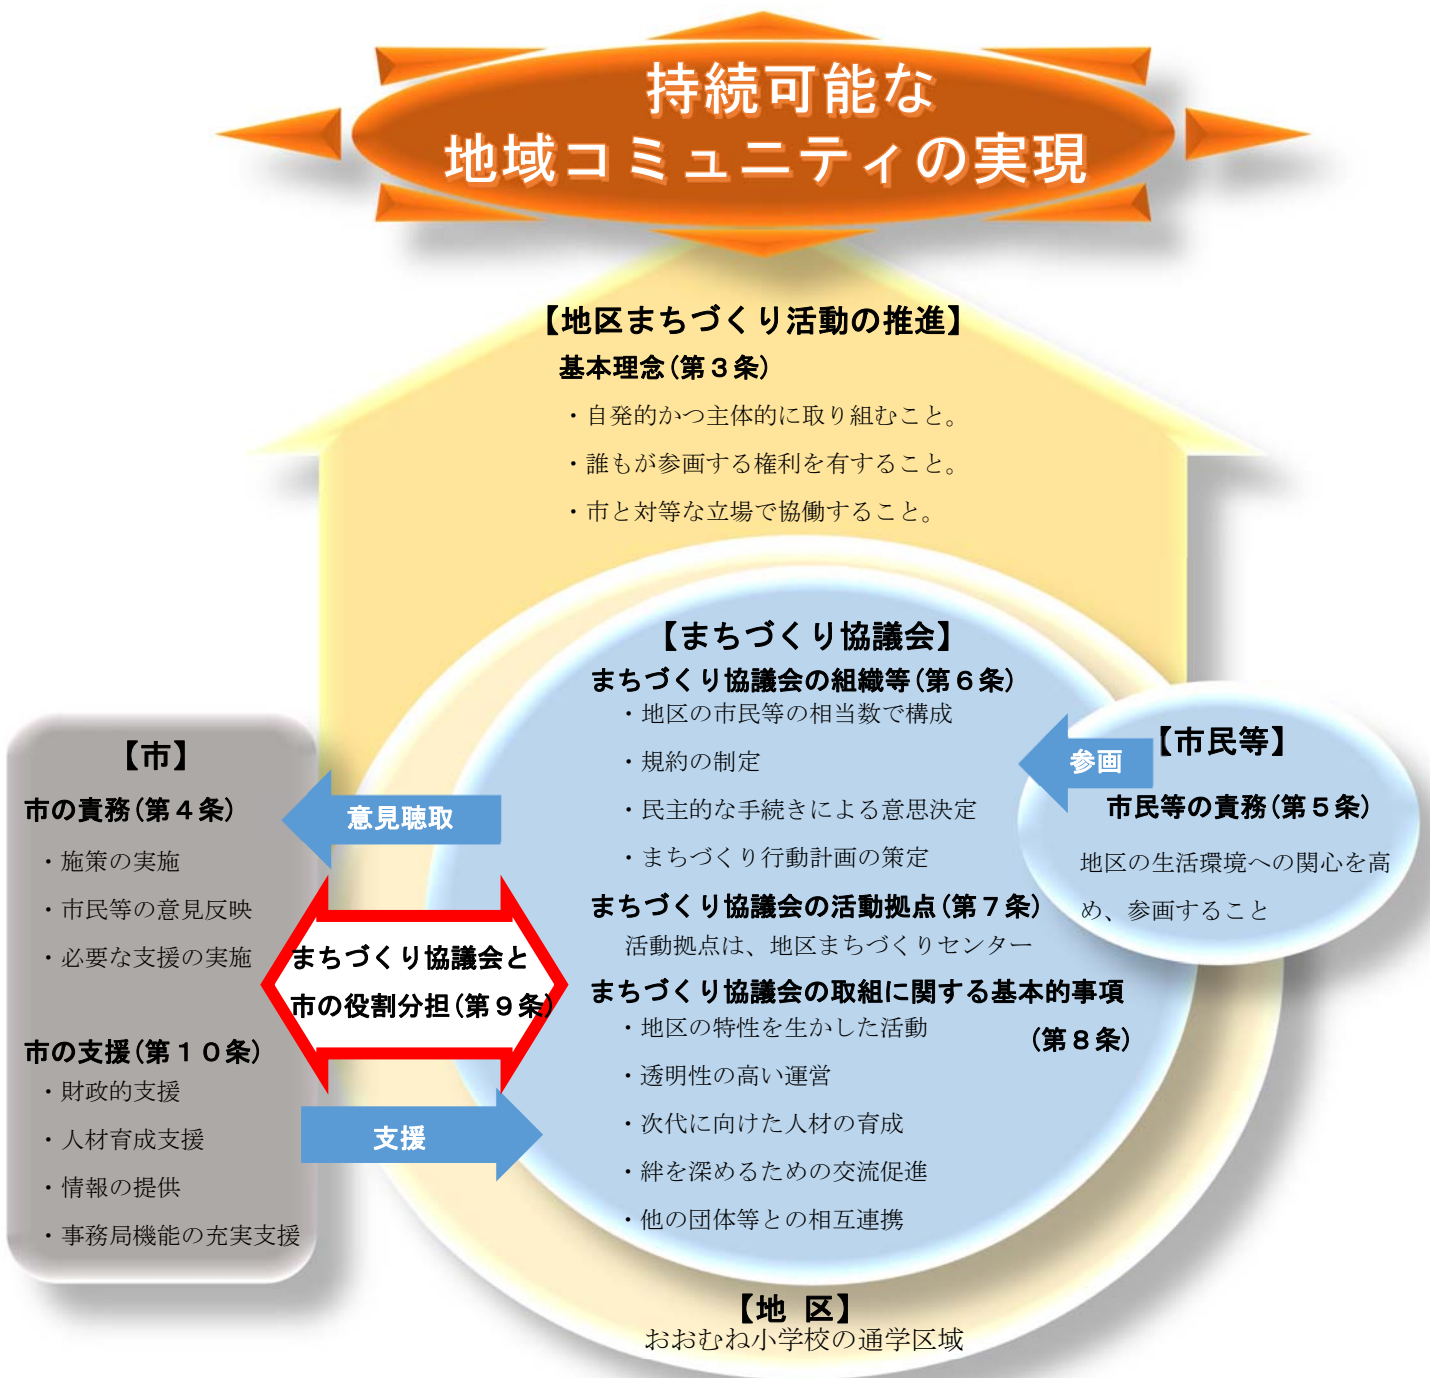 持続可能な
地域コミュニティの実現
【地区まちづくり活動の推進】
基本理念(第３条)
・自発的かつ主体的に取り組むこと。
・誰もが参画する権利を有すること。
・市と対等な立場で協働すること。
【まちづくり協議会】
まちづくり協議会の組織等(第６条)
・地区の市民等の相当数で構成
・規約の制定
・民主的な手続きによる意思決定
・まちづくり行動計画の策定
まちづくり協議会の活動拠点(第７条)
活動拠点は、地区まちづくりセンター
まちづくり協議会の取組に関する基本的事項
(第８条)
・地区の特性を生かした活動
・透明性の高い運営
・次代に向けた人材の育成
・絆を深めるための交流促進
・他の団体等との相互連携
参画
【市民等】
市民等の責務(第５条)
地区の生活環境への関心を高
め、参画すること
【市】
市の責務(第４条)
・施策の実施
・市民等の意見反映
・必要な支援の実施
市の支援(第１０条)
・財政的支援
・人材育成支援
・情報の提供
・事務局機能の充実支援
意見聴取
まちづくり協議会と
市の役割分担(第９条)
支援
【地 区】
おおむね小学校の通学区域